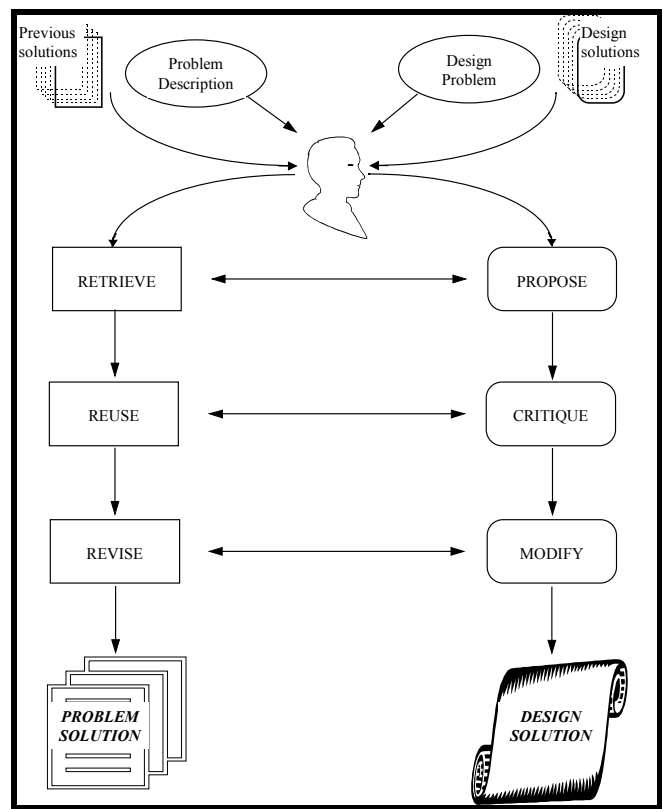 Previous
solutions
Problem
Description
Design
Problem
Design
solutions
RETRIEVE
PROPOSE
REUSE
CRITIQUE
REVISE
MODIFY
PROBLEM
SOLUTION
DESIGN
SOLUTION